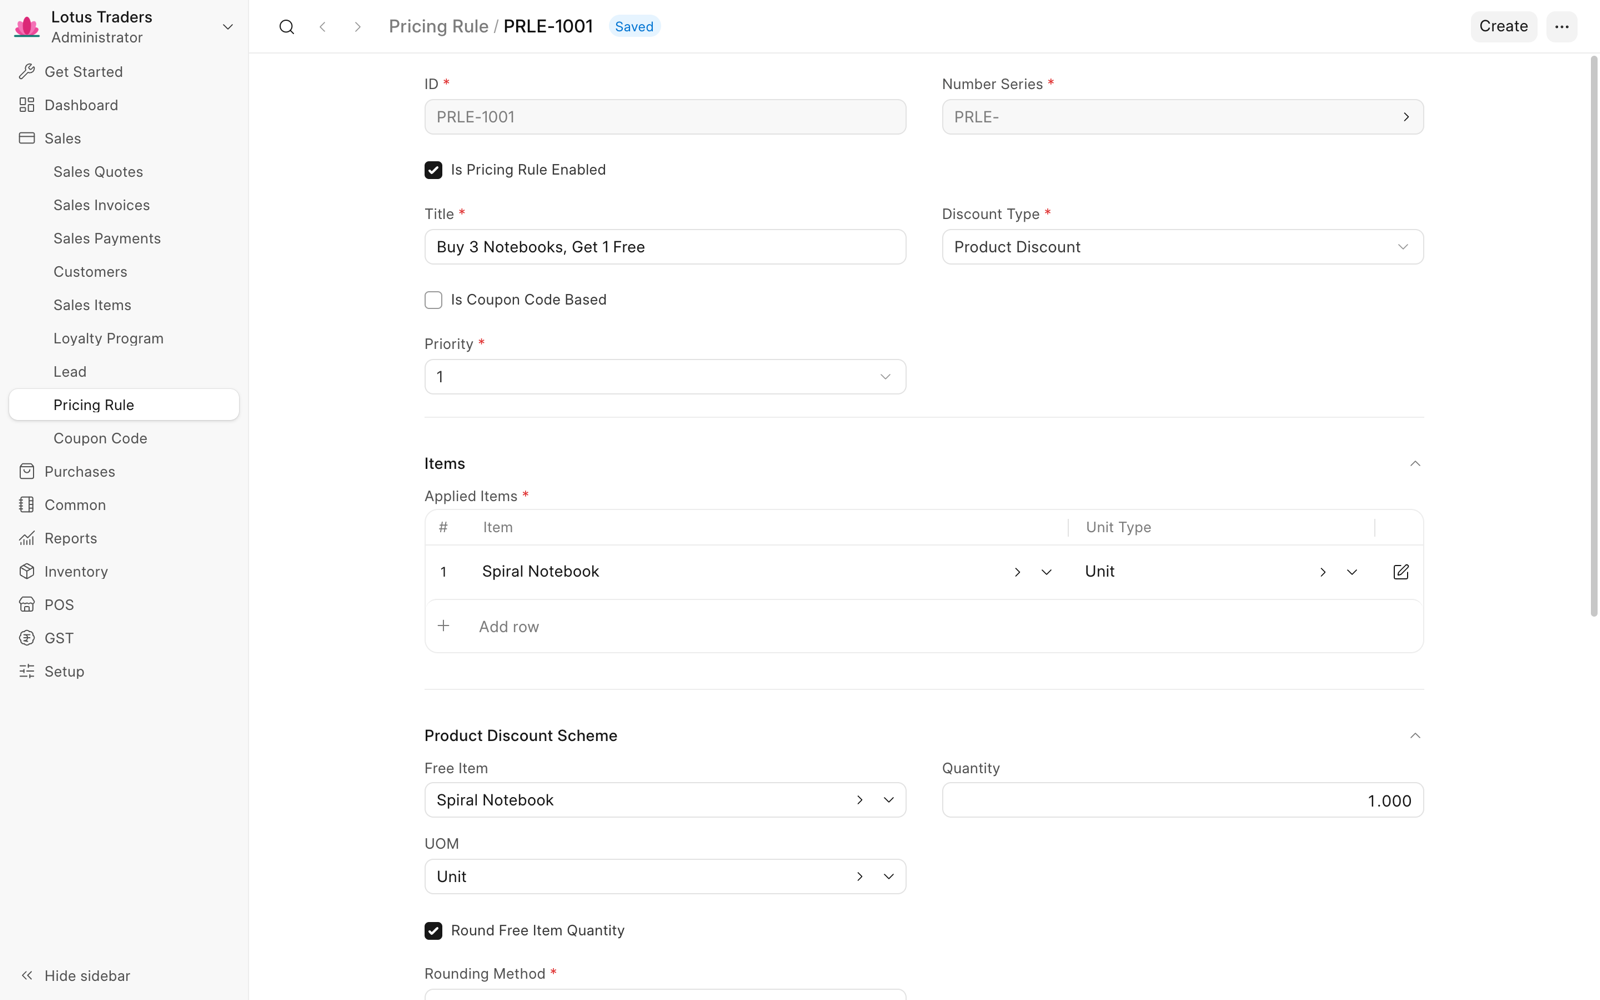 Lotus Traders
Administrator
Get Started
Dashboard
Sales
Sales Quotes
Sales Invoices
Sales Payments
Customers
Sales Items
Loyalty Program
Lead
Pricing Rule
Coupon Code
Purchases
Common
Reports
Inventory
POS
GST
Setup
Hide sidebar
Pricing Rule / PRLE-1001 Saved
Create
ID *
PRLE-1001
Number Series *
PRLE-
Is Pricing Rule Enabled
Title *
Buy 3 Notebooks, Get 1 Free
Discount Type *
Product Discount
Is Coupon Code Based
Priority *
1
Items
Applied Items *
# Item Unit Type
1 Spiral Notebook Unit
Add row
Product Discount Scheme
Free Item
Spiral Notebook
Quantity
1.000
UOM
Unit
Round Free Item Quantity
Rounding Method *